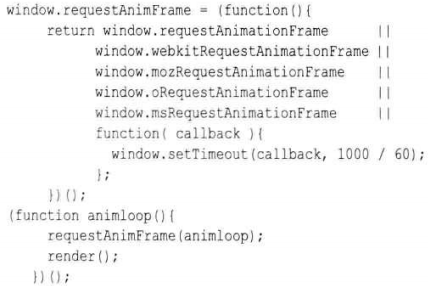 window.requestAnimFrame = (function(){
     return window.requestAnimationFrame       ||
            window.webkitRequestAnimationFrame ||
            window.mozRequestAnimationFrame    ||
            window.oRequestAnimationFrame      ||
            window.msRequestAnimationFrame     ||
            function( callback ){
              window.setTimeout(callback, 1000 / 60);
            };
     })();
(function animloop(){
     requestAnimFrame(animloop);
     render();
   })();